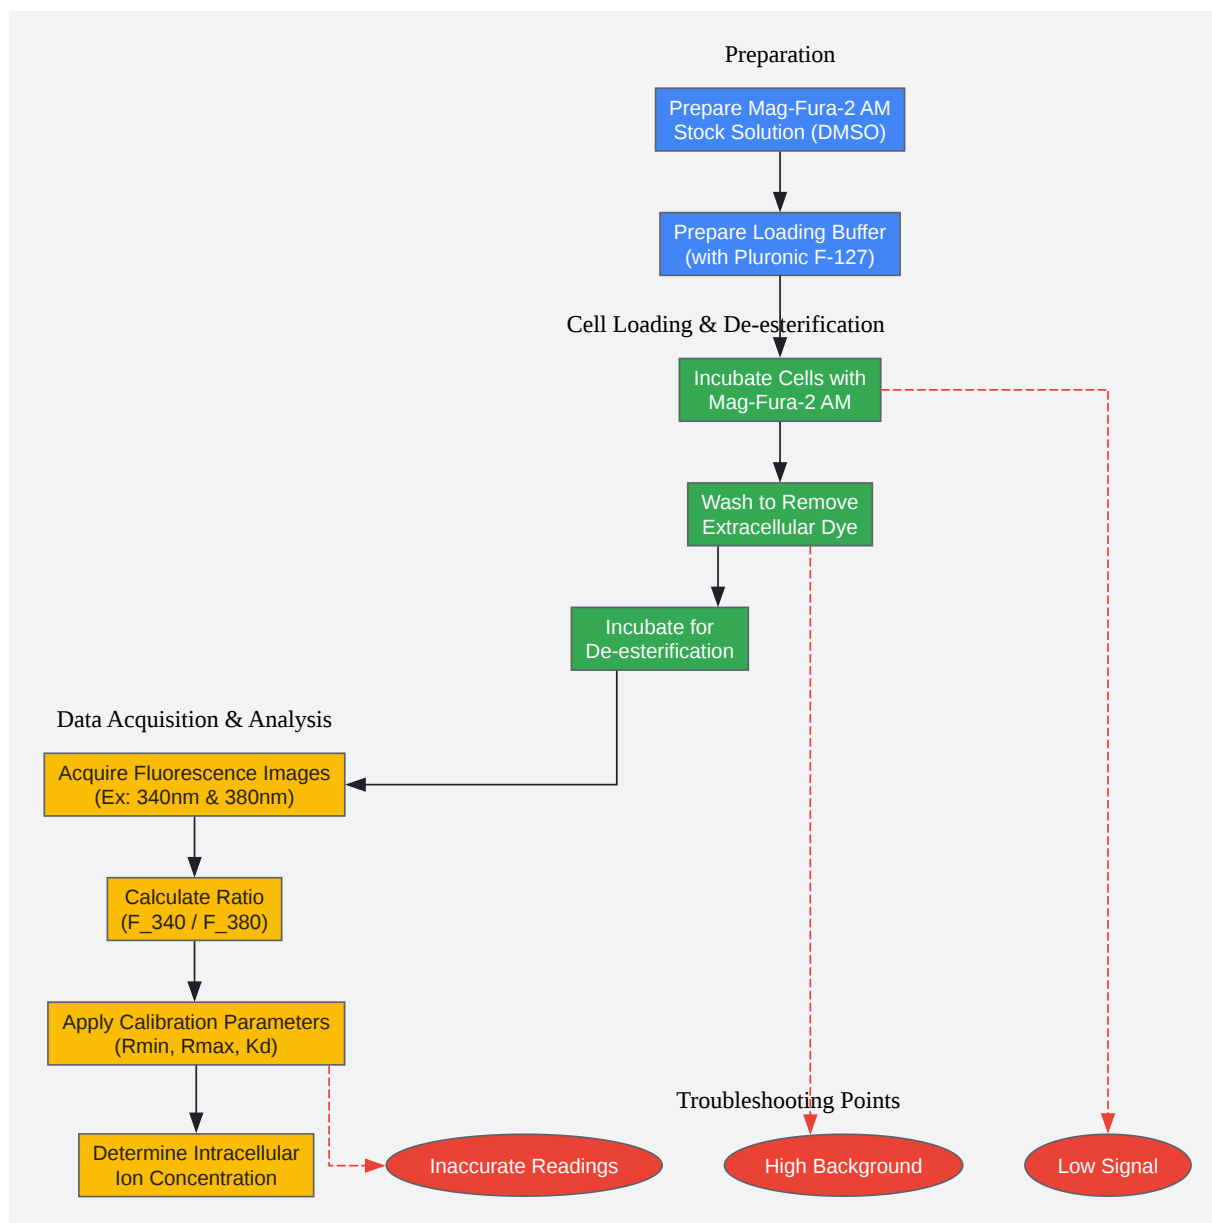 Preparation
Prepare Mag-Fura-2 AM
Stock Solution (DMSO)
Prepare Loading Buffer
(with Pluronic F-127)
Cell Loading & De-esterification
Incubate Cells with
Mag-Fura-2 AM
Wash to Remove
Extracellular Dye
Incubate for
De-esterification
Data Acquisition & Analysis
Acquire Fluorescence Images
(Ex: 340nm & 380nm)
Calculate Ratio
(F_340 / F_380)
Apply Calibration Parameters
(Rmin, Rmax, Kd)
Determine Intracellular
Ion Concentration
Troubleshooting Points
Inaccurate Readings
High Background
Low Signal